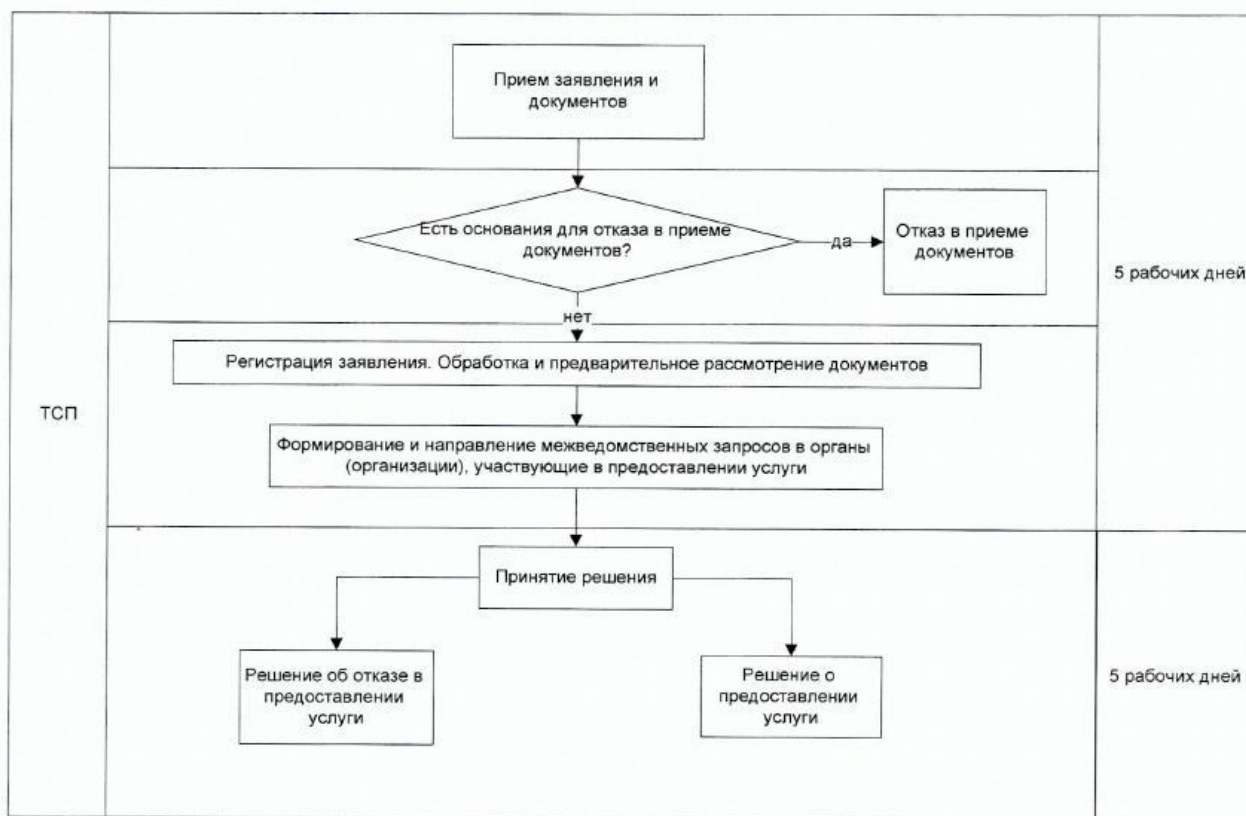 Прием заявления и
документов
Есть основания для отказа в приеме
документов?
да
Отказ в приеме
документов
5 рабочих дней
нет
Регистрация заявления. Обработка и предварительное рассмотрение документов
ТСП
Формирование и направление межведомственных запросов в органы
(организации), участвующие в предоставлении услуги
Принятие решения
Решение об отказе в
предоставлении
услуги
Решение о
предоставлении
услуги
5 рабочих дней